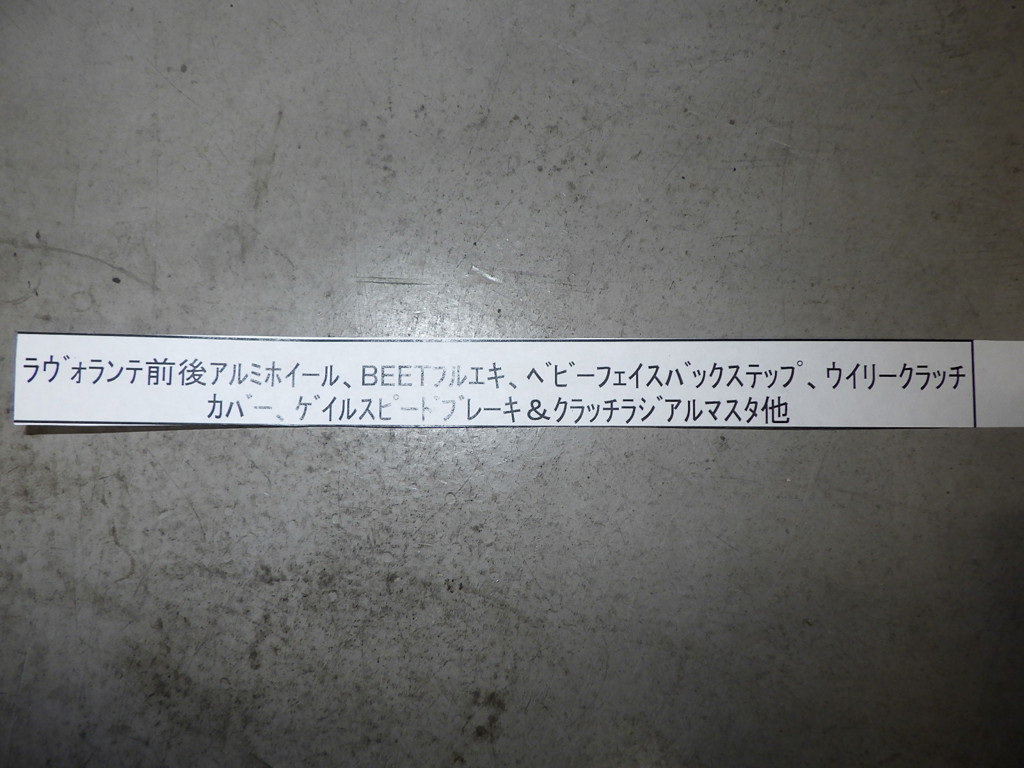 ﾗｳﾞｫﾗﾝﾃ前後ｱﾙﾐﾎｲｰﾙ、BEETﾌﾙｴｷ、ﾍﾞﾋﾞｰﾌｪｲｽﾊﾞｯｸｽﾃｯﾌﾟ、ｳｲﾘｰｸﾗｯﾁ
ｶﾊﾞｰ、ｹﾞｲﾙｽﾋﾟｰﾄﾞﾌﾞﾚｰｷ＆ｸﾗｯﾁﾗｼﾞｱﾙﾏｽﾀ他